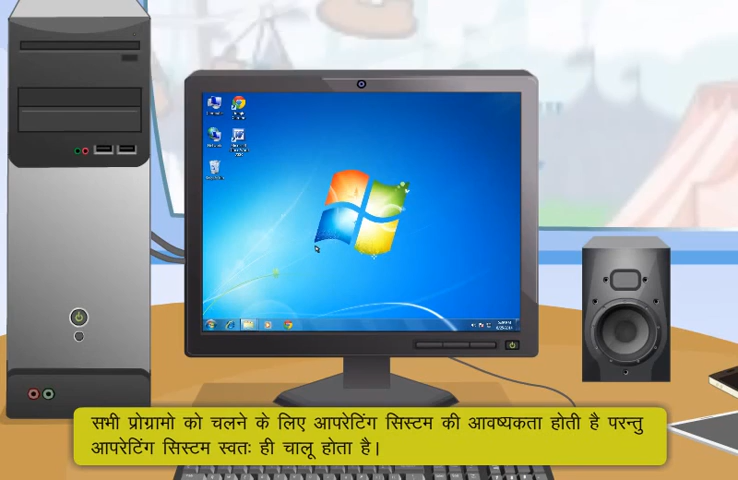 सभी प्रोग्रामो को चलने के लिए आपरेटिंग सिस्टम की आवष्यकता होती है परन्तु
आपरेटिंग सिस्टम स्वतः ही चालू होता है।